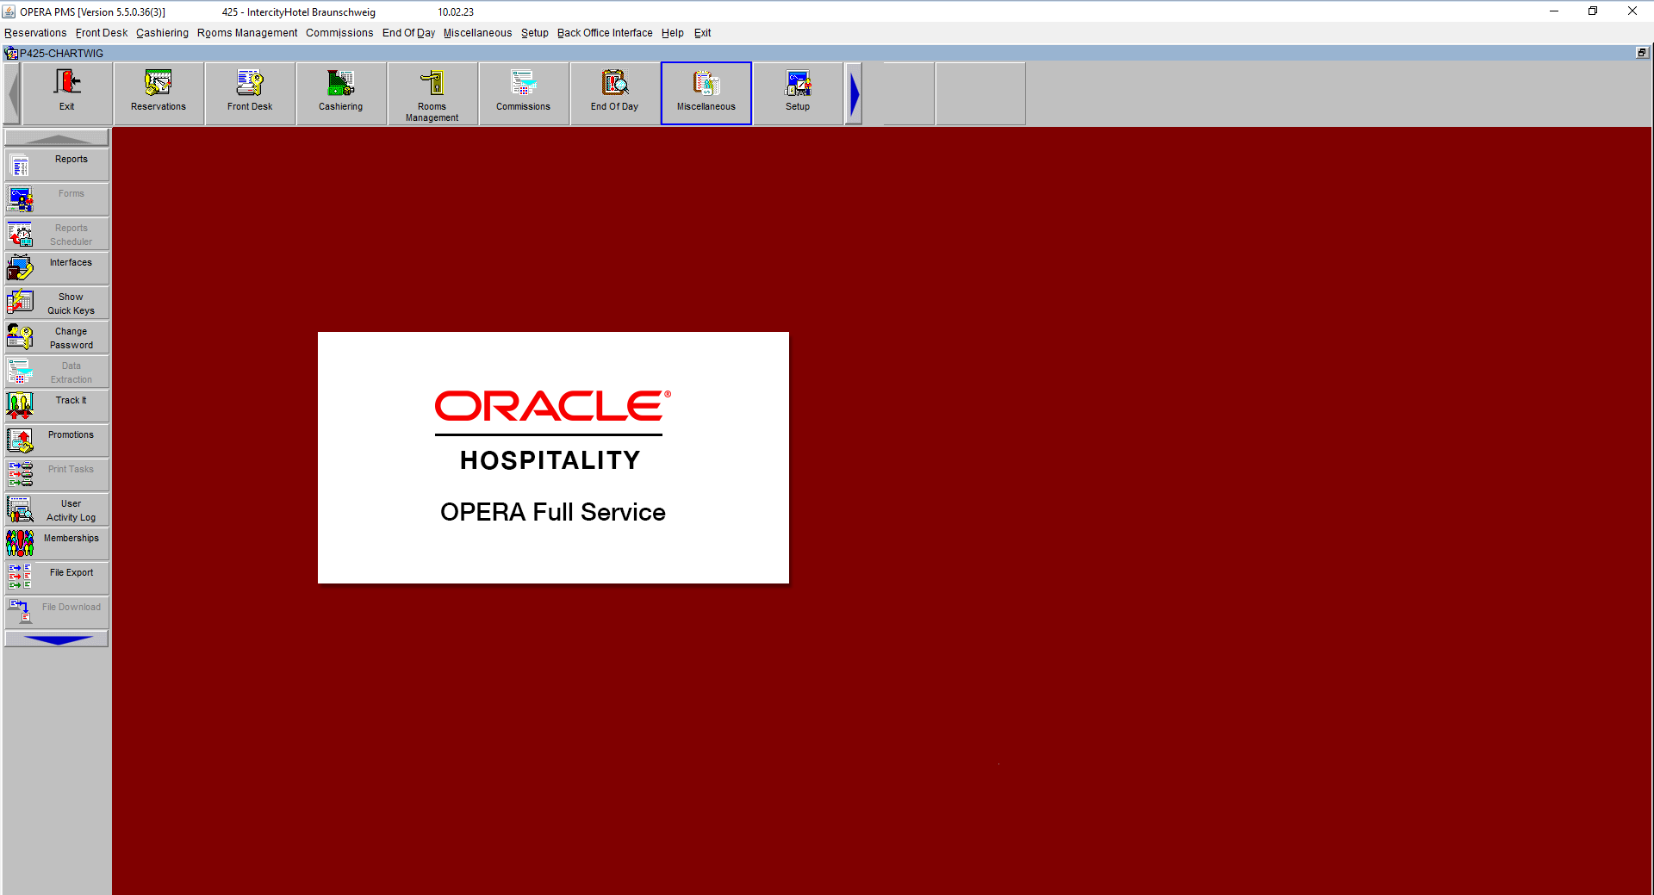 OPERA PMS [Version 5.5.0.36(3)] 425 - IntercityHotel Braunschweig 10.02.23
Reservations Front Desk Cashiering Rooms Management Commissions End Of Day Miscellaneous Setup Back Office Interface Help Exit
P425-CHARTWIG
Exit
Reservations
Front Desk
Cashiering
Rooms
Management
Commissions
End Of Day
Miscellaneous
Setup
Reports
Forms
Reports
Scheduler
Interfaces
Show
Quick Keys
Change
Password
Data
Extraction
Track It
Promotions
Print Tasks
User
Activity Log
Memberships
File Export
File Download
ORACLE®
HOSPITALITY
OPERA Full Service